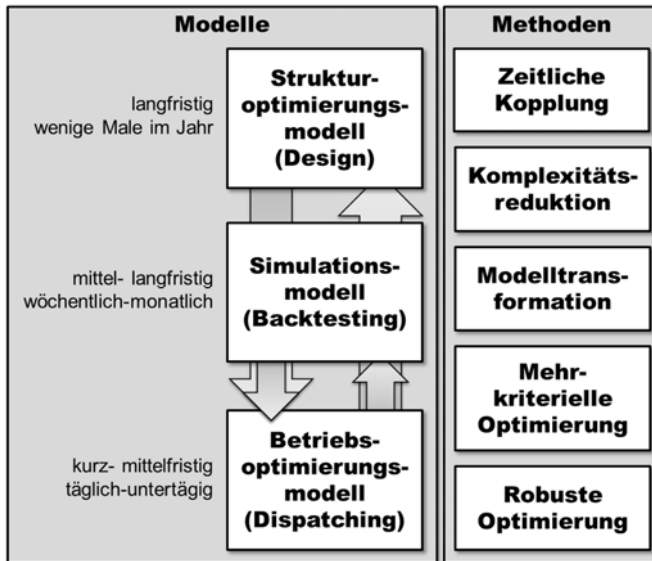 Modelle
langfristig
wenige Male im Jahr
Struktur-
optimierungs-
modell
(Design)
mittel- langfristig
wöchentlich-monatlich
Simulations-
modell
(Backtesting)
kurz- mittelfristig
täglich-untertägig
Betriebs-
optimierungs-
modell
(Dispatching)
Methoden
Zeitliche
Kopplung
Komplexitäts-
reduktion
Modelltrans-
formation
Mehr-
kriterielle
Optimierung
Robuste
Optimierung